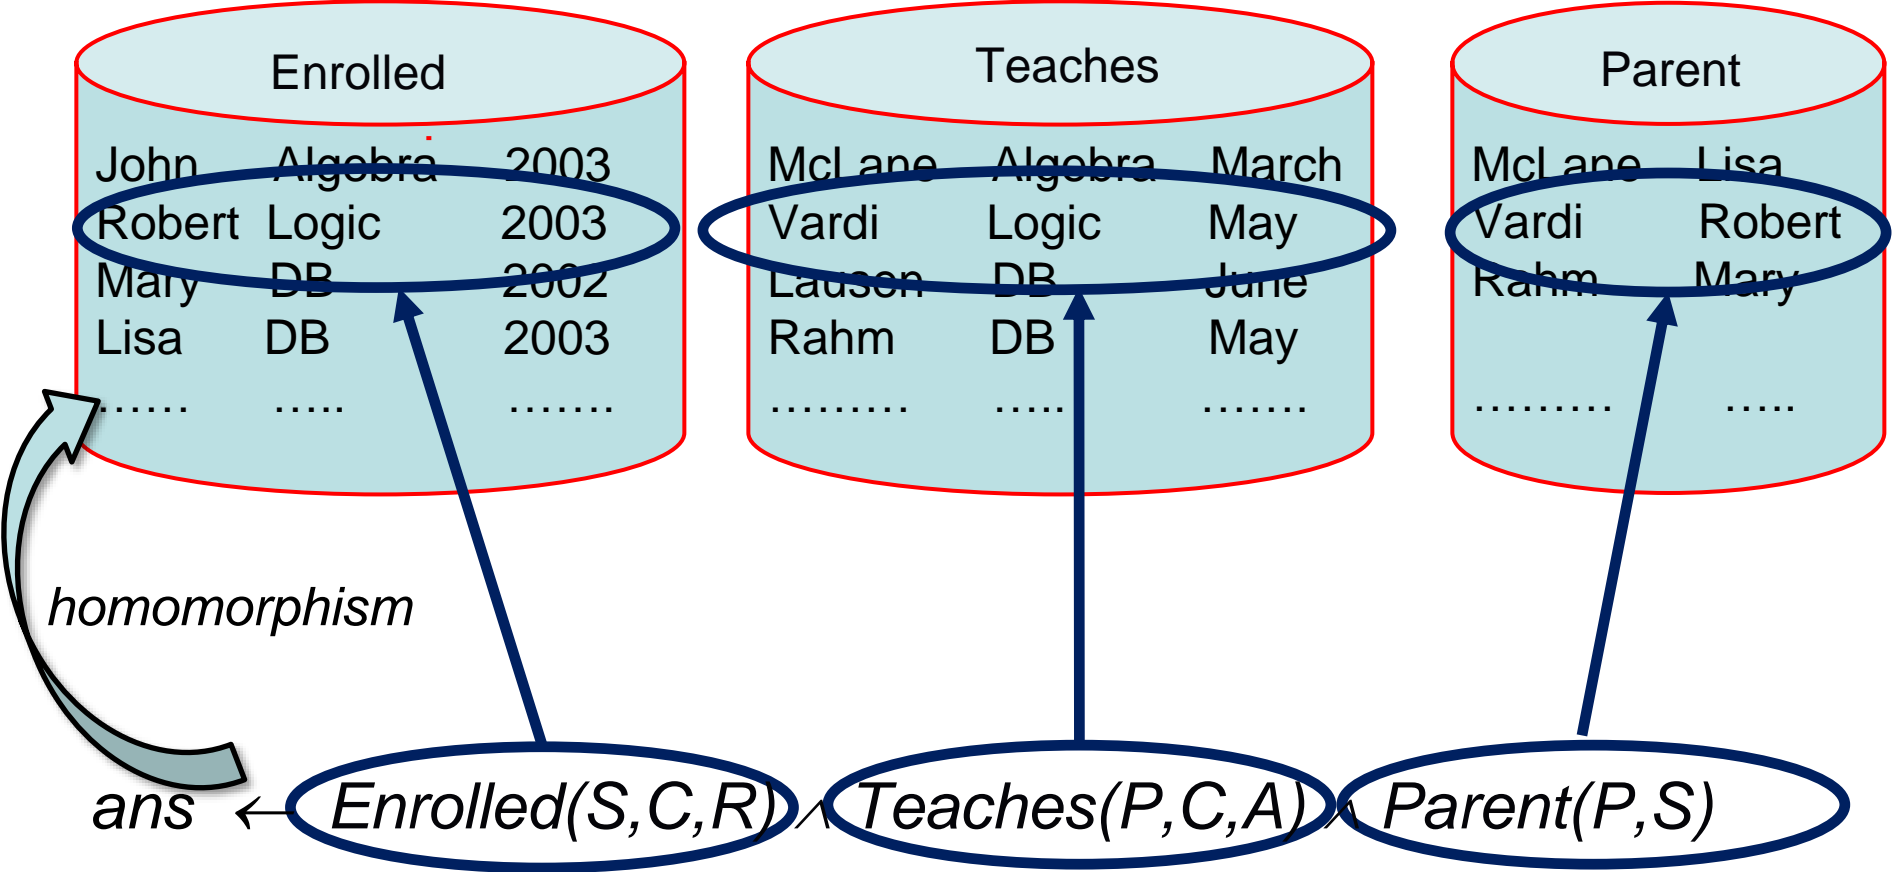 Enrolled
John Algebra 2003
Robert Logic 2003
Mary DB 2002
Lisa DB 2003
…… ….. …….
Teaches
McLane Algebra March
Vardi Logic May
Lausen DB June
Rahm DB May
……… ….. …….
Parent
McLane Lisa
Vardi Robert
Rahm Mary
……… …..
homomorphism
ans ← Enrolled(S,C,R) ∧ Teaches(P,C,A) ∧ Parent(P,S)